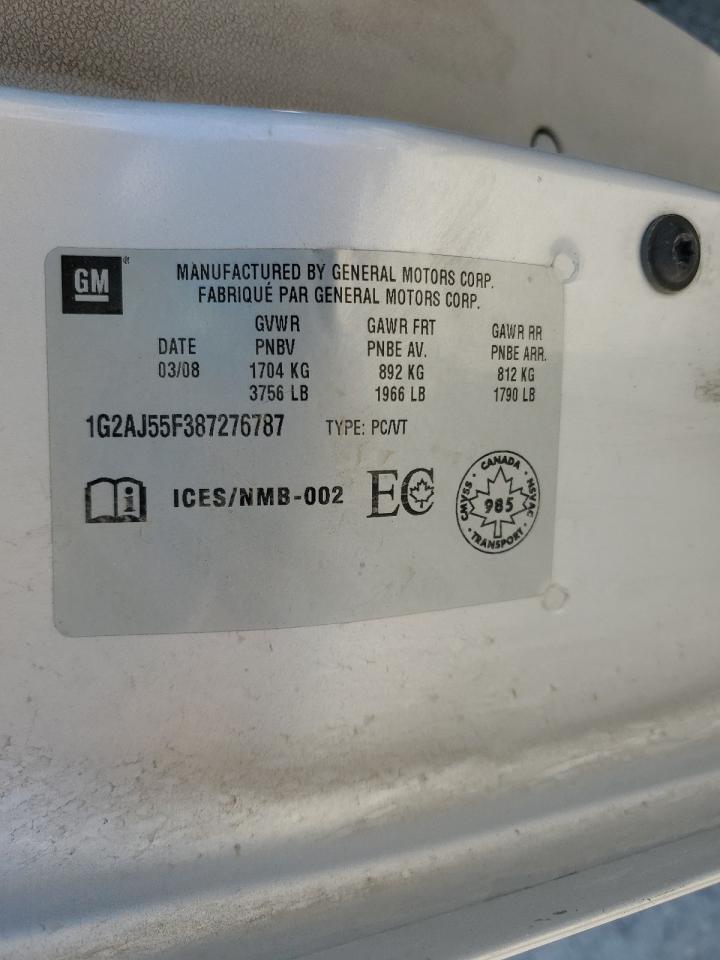 GM
MANUFACTURED BY GENERAL MOTORS CORP.
FABRIQUÉ PAR GENERAL MOTORS CORP.
GVWR GAWR FRT GAWR RR
DATE PNBV PNBE AV. PNBE ARR.
03/08 1704 KG 892 KG 812 KG
3756 LB 1966 LB 1790 LB
1G2AJ55F387276787 TYPE: PC/VT
i ICES/NMB-002 EC
CANADA
CMVSS 985 NSVAC
TRANSPORT